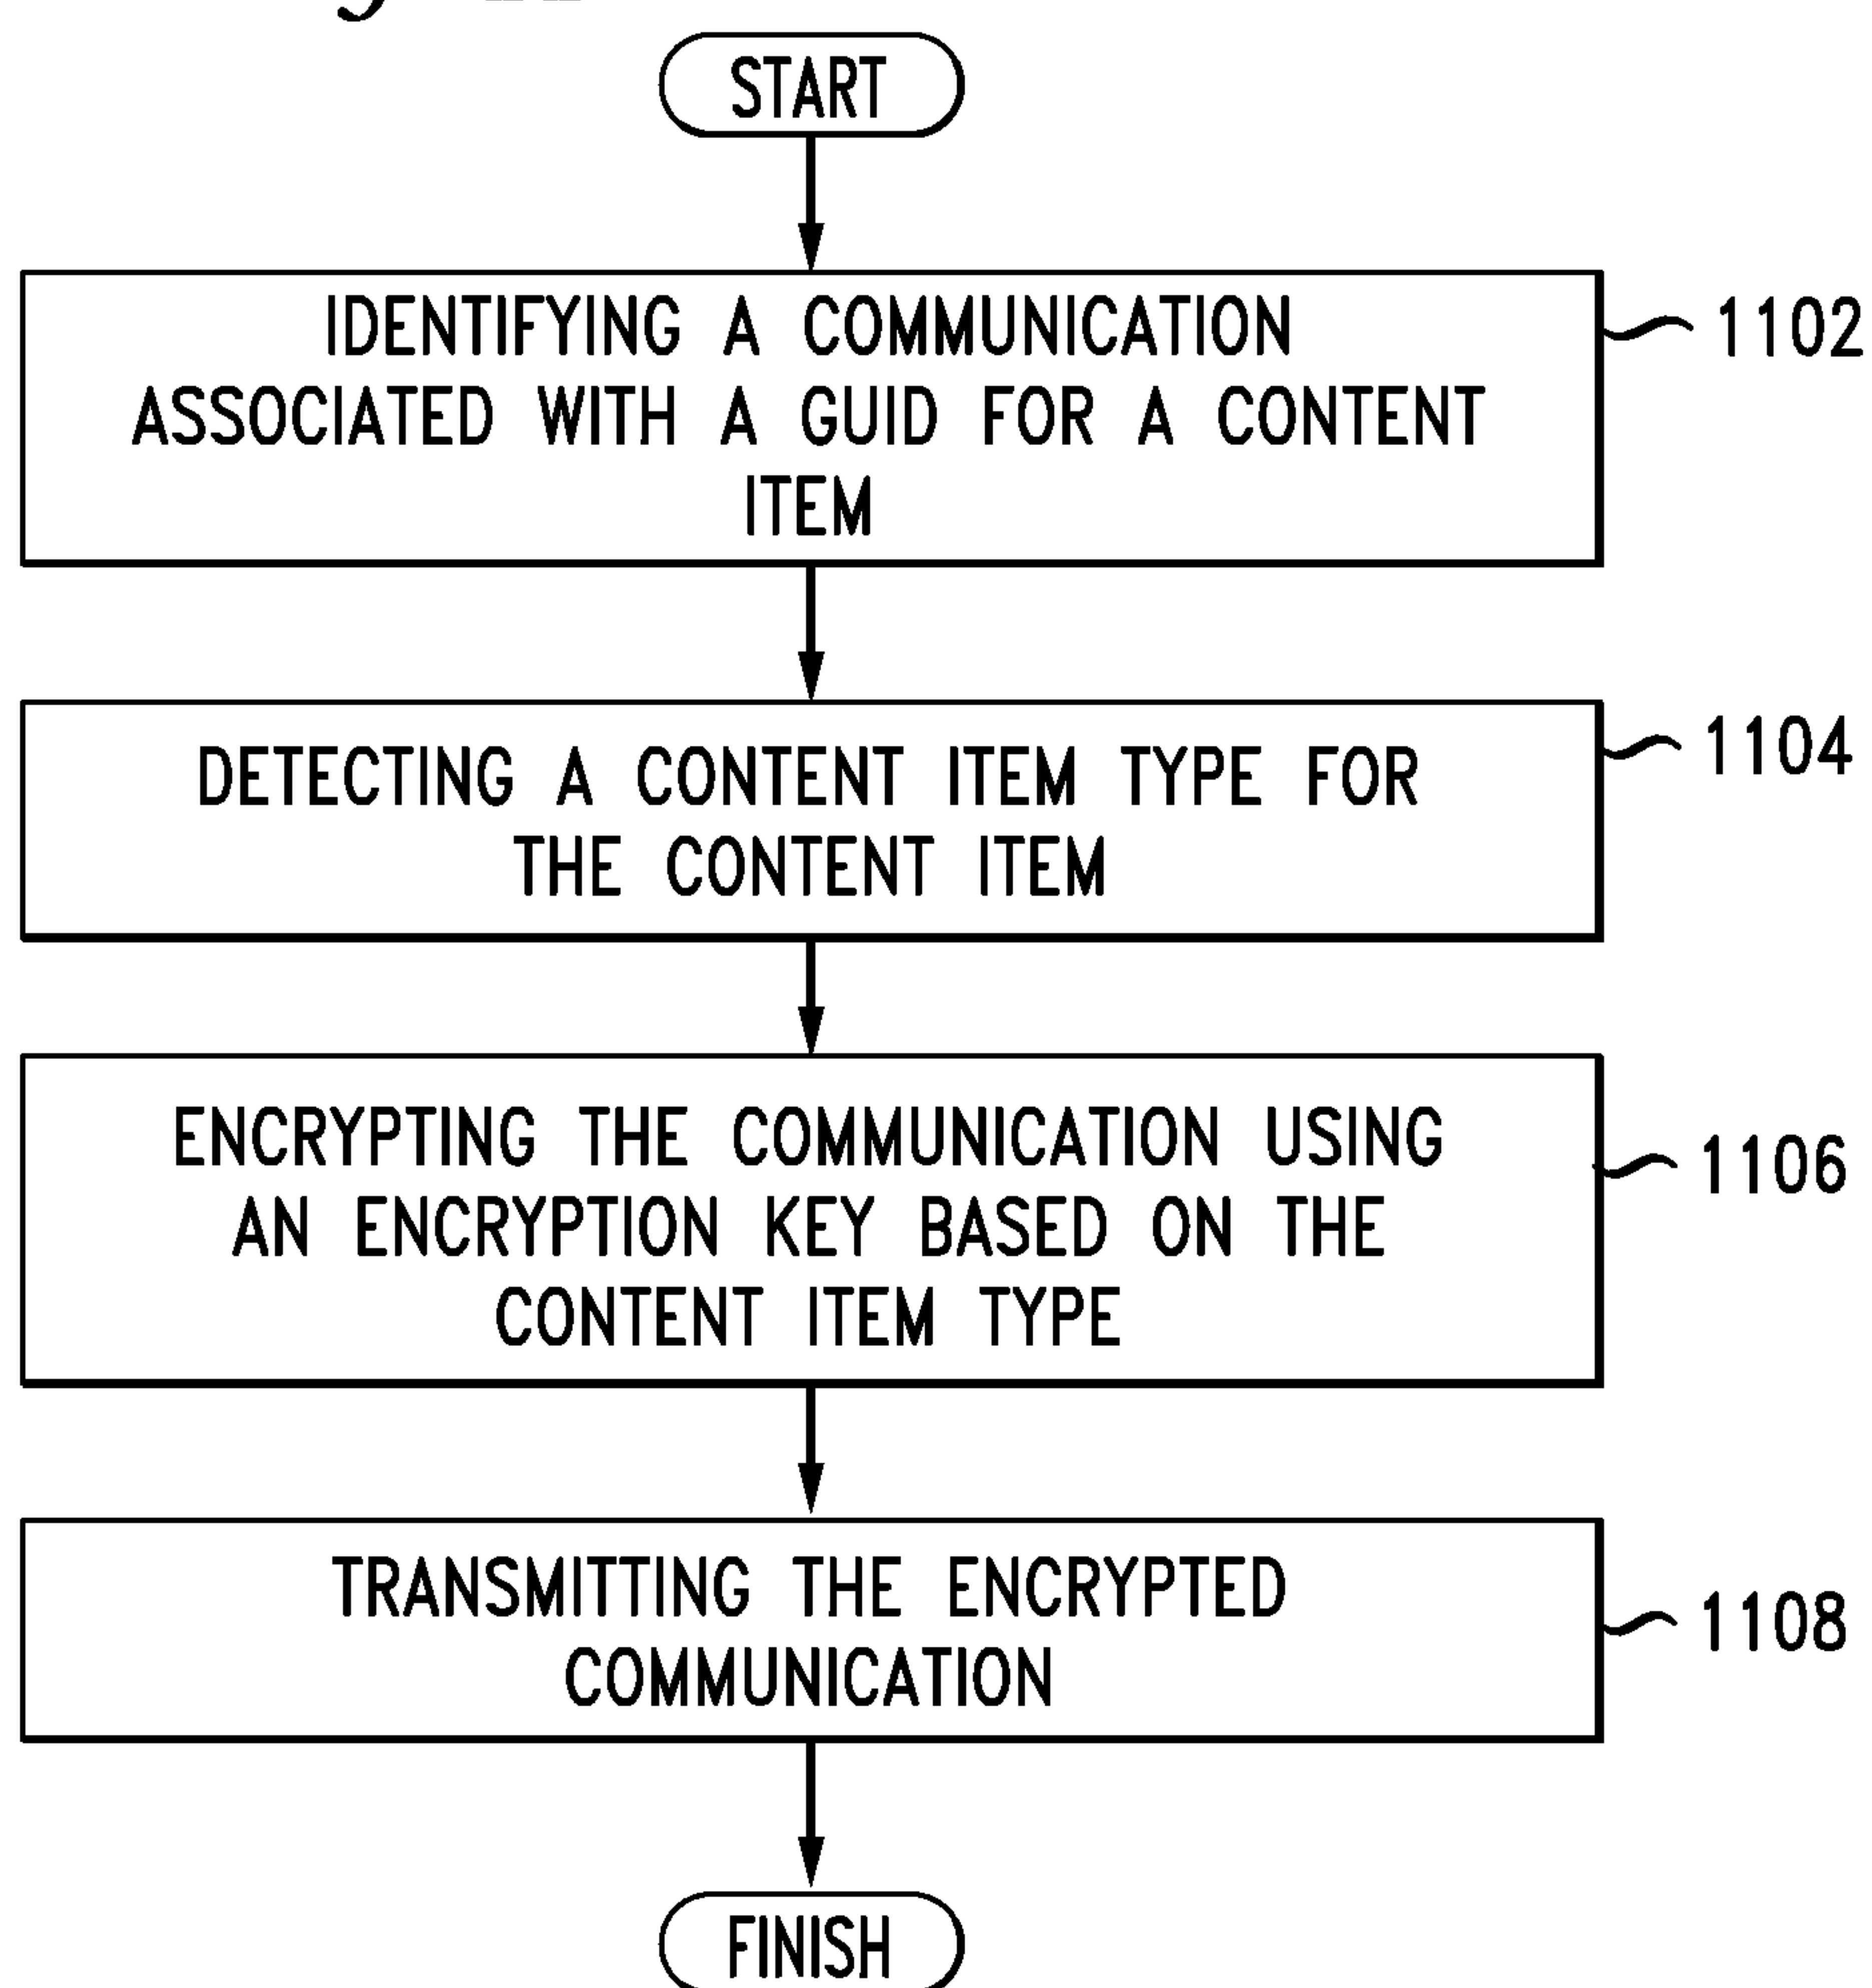 START
IDENTIFYING A COMMUNICATION
ASSOCIATED WITH A GUID FOR A CONTENT
ITEM
1102
DETECTING A CONTENT ITEM TYPE FOR
THE CONTENT ITEM
1104
ENCRYPTING THE COMMUNICATION USING
AN ENCRYPTION KEY BASED ON THE
CONTENT ITEM TYPE
1106
TRANSMITTING THE ENCRYPTED
COMMUNICATION
1108
FINISH